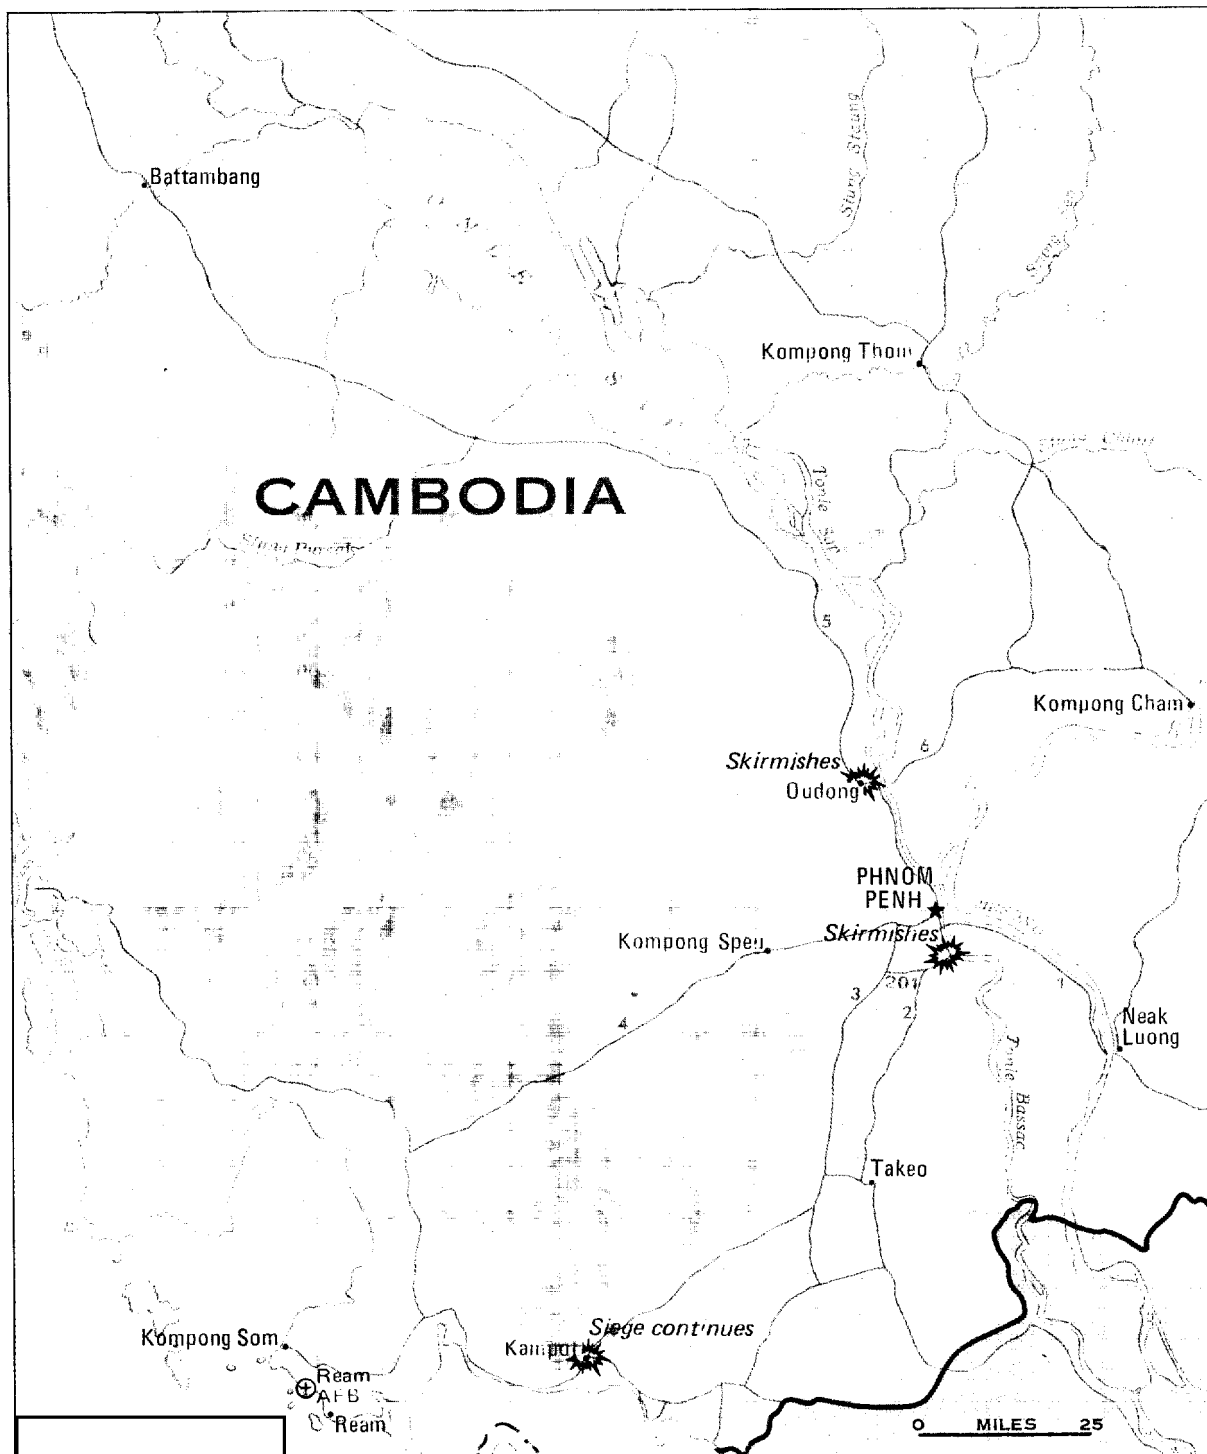 Stung Staung
Battambang
Kompong Thom
CAMBODIA
Tonle Sap
5
Kompong Cham
6
Skirmishes
Oudong
PHNOM
PENH
Skirmishes
Kompong Speu
201
3
2
1
4
Neak
Luong
Tonle
Bassac
Takeo
Siege continues
Kampot
Kompong Som
Ream
AFB
Ream
0 MILES 25